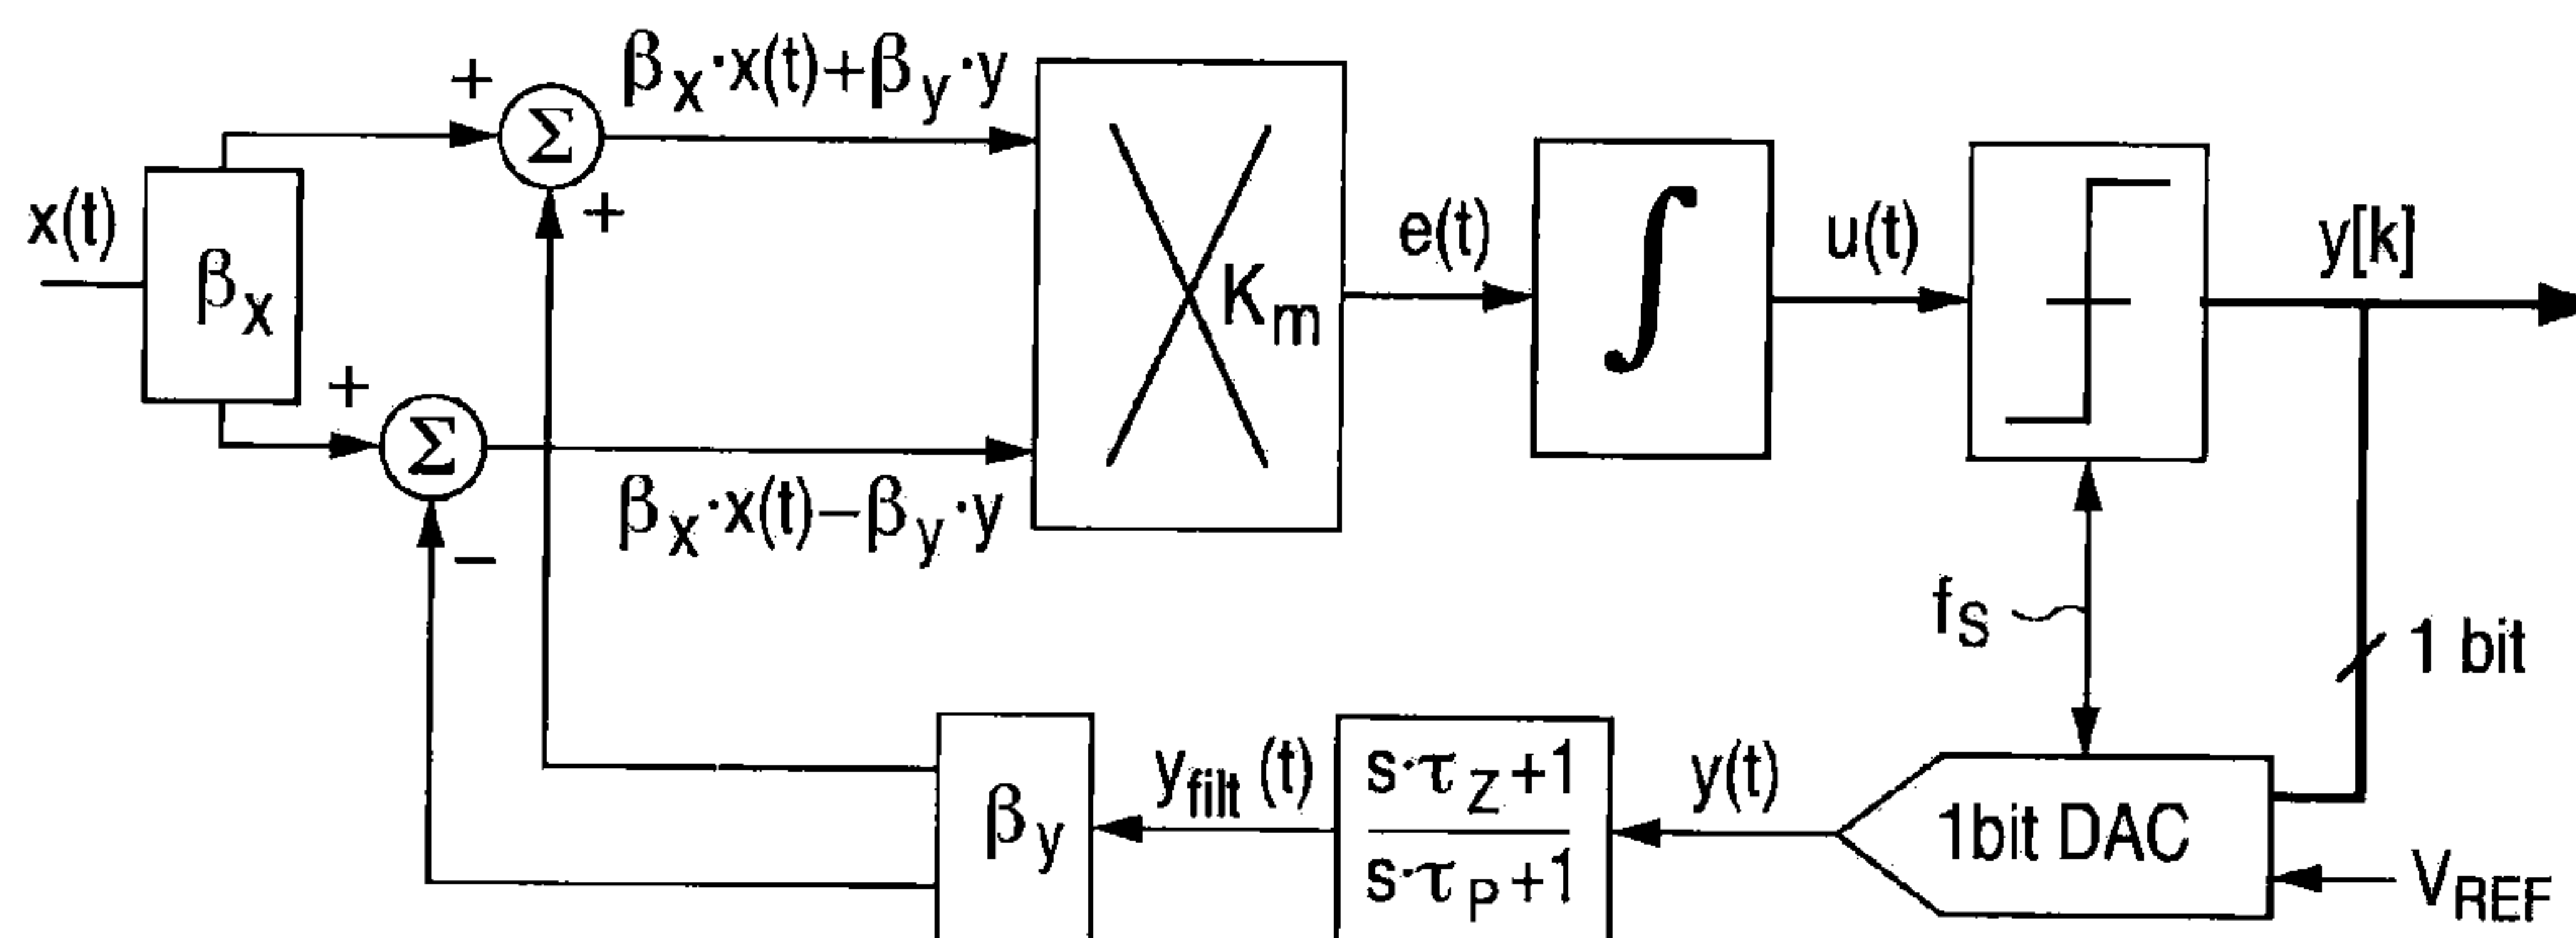 +
βx·x(t)+βy·y
Σ
+
x(t)
βx
Km
e(t)
∫
u(t)
y[k]
+
Σ
βx·x(t)−βy·y
−
fS
1 bit
βy
yfilt (t)
s·τZ+1
s·τP+1
y(t)
1bit DAC
VREF